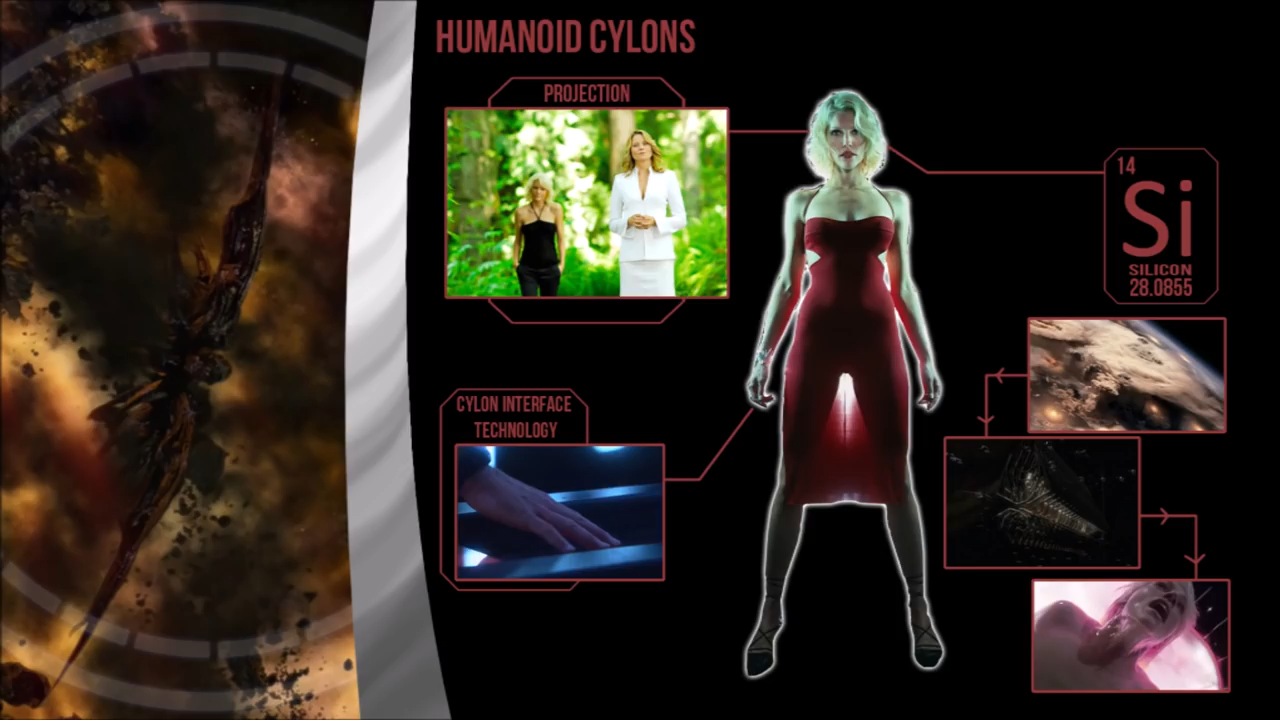 HUMANOID CYLONS
PROJECTION
14
Si
SILICON
28.0855
CYLON INTERFACE
TECHNOLOGY